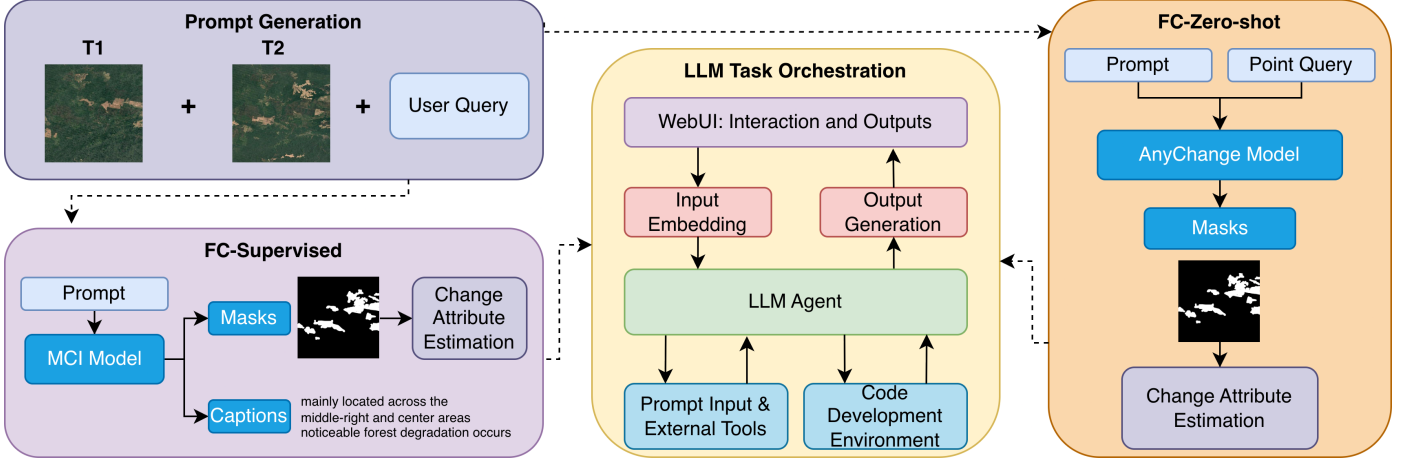 Prompt Generation
T1
T2
+
+
User Query
FC-Supervised
Prompt
MCI Model
Masks
Change
Attribute
Estimation
Captions
mainly located across the
middle-right and center areas
noticeable forest degradation occurs
LLM Task Orchestration
WebUI: Interaction and Outputs
Input
Embedding
Output
Generation
LLM Agent
Prompt Input &
External Tools
Code
Development
Environment
FC-Zero-shot
Prompt
Point Query
AnyChange Model
Masks
Change Attribute
Estimation